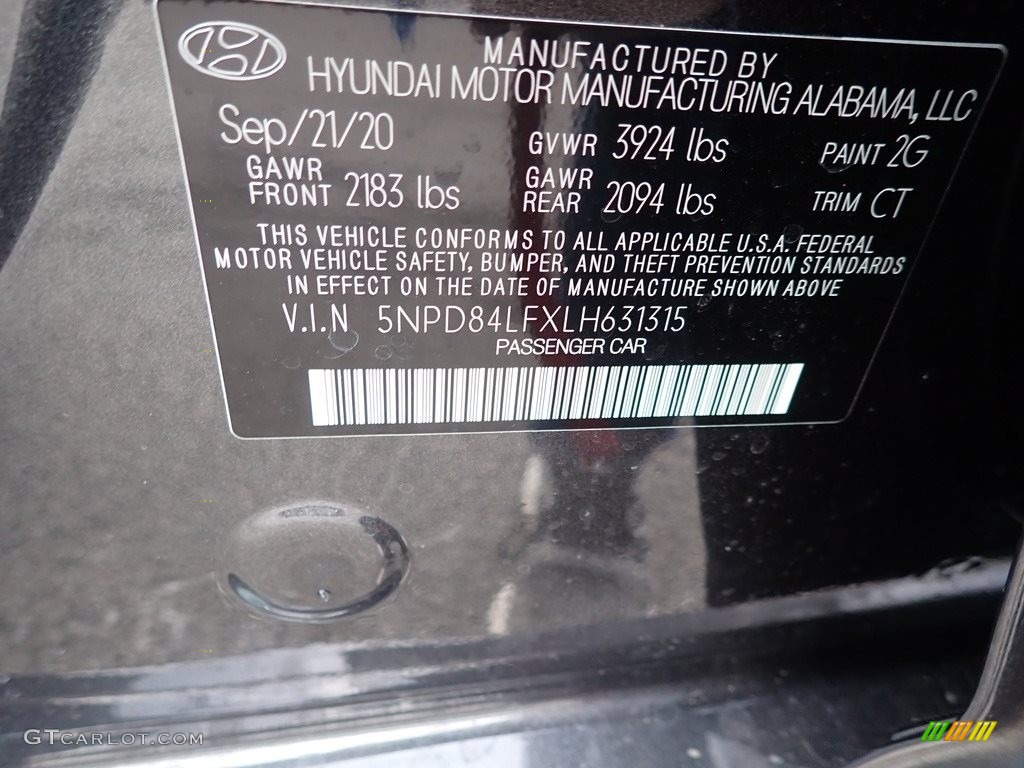 MANUFACTURED BY
HYUNDAI MOTOR MANUFACTURING ALABAMA, LLC
Sep/21/20 GVWR 3924 lbs PAINT 2G
GAWR FRONT 2183 lbs GAWR REAR 2094 lbs TRIM CT
THIS VEHICLE CONFORMS TO ALL APPLICABLE U.S.A. FEDERAL
MOTOR VEHICLE SAFETY, BUMPER, AND THEFT PREVENTION STANDARDS
IN EFFECT ON THE DATE OF MANUFACTURE SHOWN ABOVE
V.I.N 5NPD84LFXLH631315
PASSENGER CAR
GTCARLOT.COM